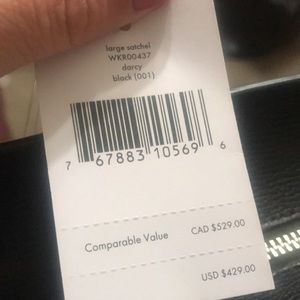 large satchel
WKR00437
darcy
black (001)
7 67883 10569 6
Comparable Value CAD $529.00
USD $429.00